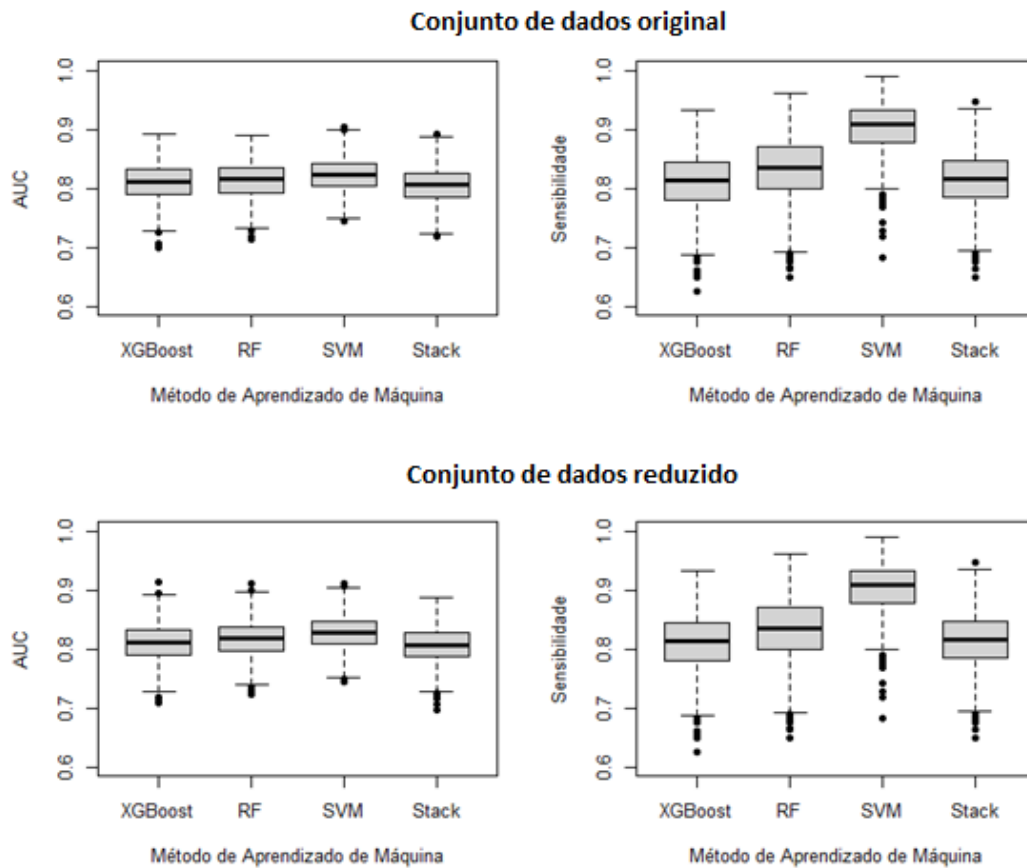 Conjunto de dados original
AUC
1.0
0.9
0.8
0.7
0.6
XGBoost RF SVM Stack
Método de Aprendizado de Máquina
Sensibilidade
1.0
0.9
0.8
0.7
0.6
XGBoost RF SVM Stack
Método de Aprendizado de Máquina
Conjunto de dados reduzido
AUC
1.0
0.9
0.8
0.7
0.6
XGBoost RF SVM Stack
Método de Aprendizado de Máquina
Sensibilidade
1.0
0.9
0.8
0.7
0.6
XGBoost RF SVM Stack
Método de Aprendizado de Máquina